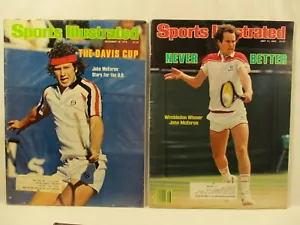 Sports Illustrated
THE DAVIS CUP
John McEnroe
Stars for the U.S.
Sports Illustrated
NEVER BETTER
Wimbledon Winner
John McEnroe